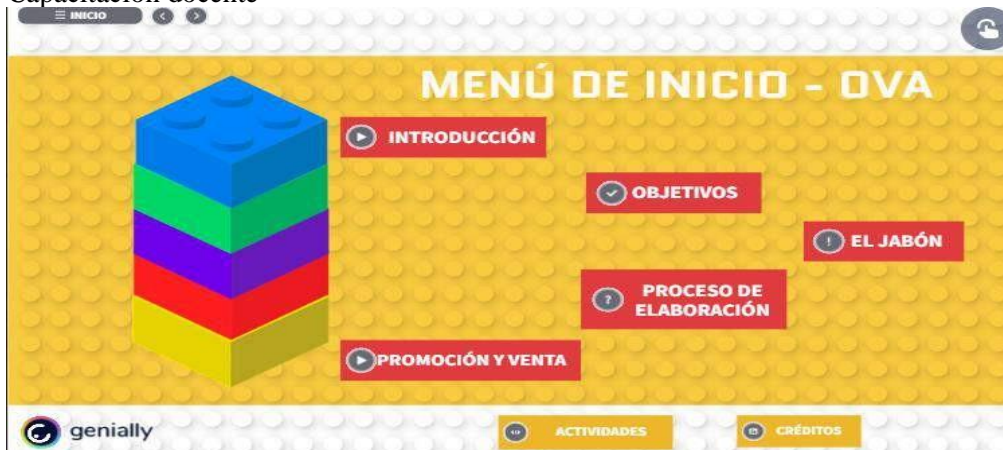 Capacitación docente
INICIO
MENÚ DE INICIO - OVA
INTRODUCCIÓN
OBJETIVOS
EL JABÓN
PROCESO DE
ELABORACIÓN
PROMOCIÓN Y VENTA
genially
ACTIVIDADES
CRÉDITOS